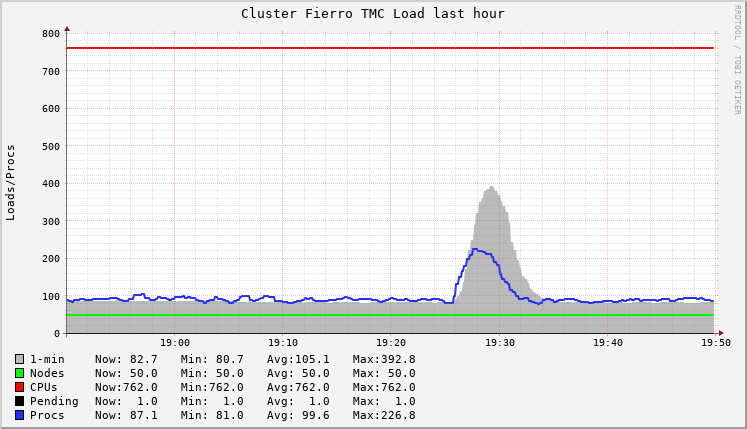 Cluster Fierro TMC Load last hour
RRDTOOL / TOBI OETIKER
Loads/Procs
800
700
600
500
400
300
200
100
0
19:00 19:10 19:20 19:30 19:40 19:50
1-min Now: 82.7 Min: 80.7 Avg:105.1 Max:392.8
Nodes Now: 50.0 Min: 50.0 Avg: 50.0 Max: 50.0
CPUs Now:762.0 Min:762.0 Avg:762.0 Max:762.0
Pending Now: 1.0 Min: 1.0 Avg: 1.0 Max: 1.0
Procs Now: 87.1 Min: 81.0 Avg: 99.6 Max:226.8